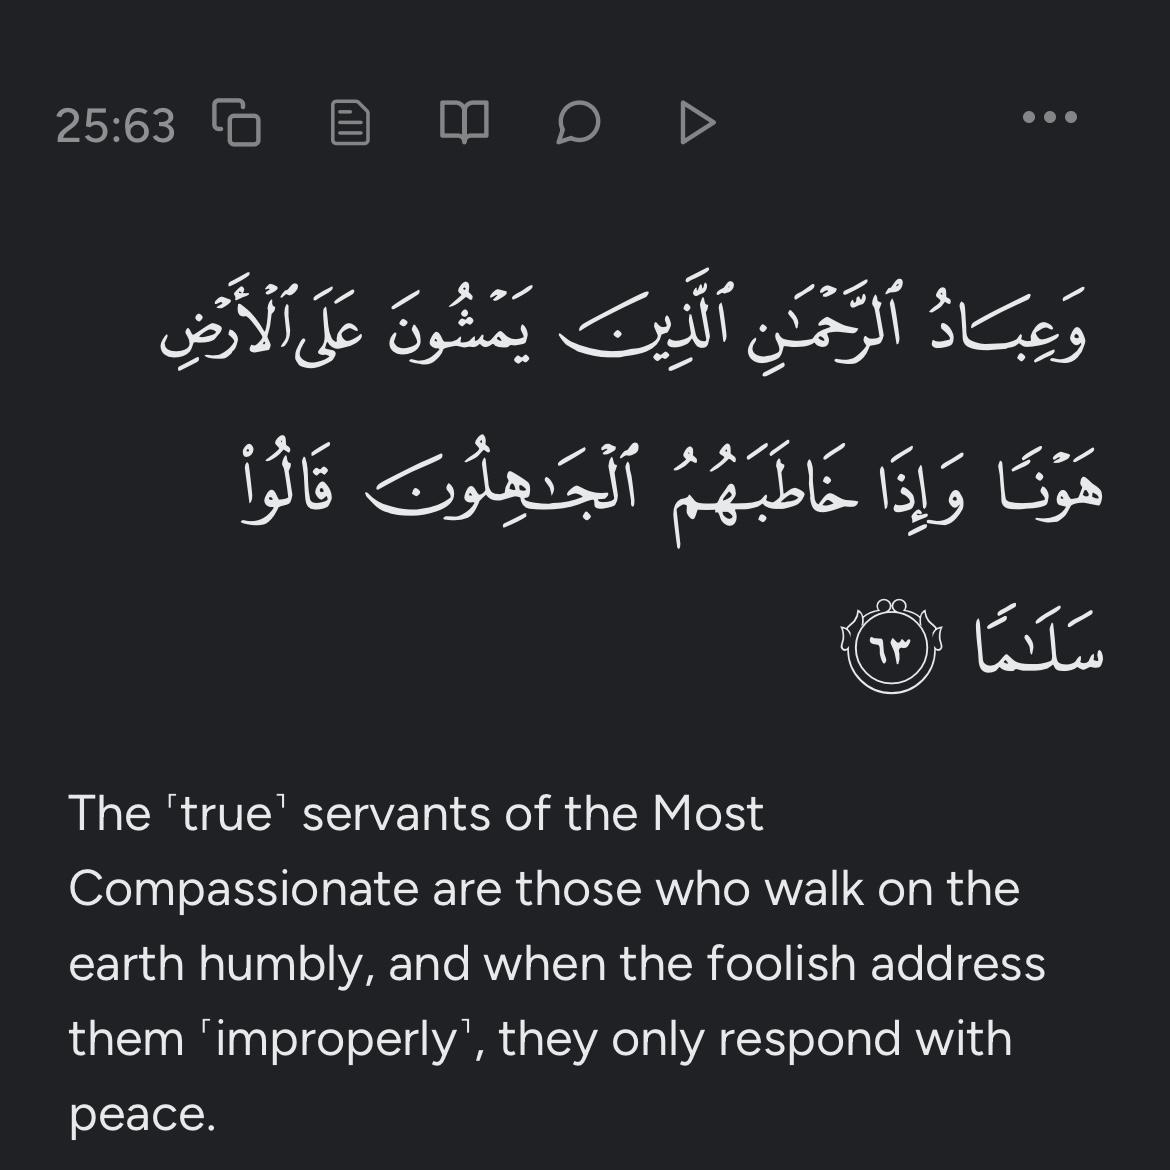 25:63
وَعِبَادُ ٱلرَّحْمَـٰنِ ٱلَّذِينَ يَمْشُونَ عَلَى ٱلْأَرْضِ
هَوْنًا وَإِذَا خَاطَبَهُمُ ٱلْجَـٰهِلُونَ قَالُوا۟
سَلَـٰمًا ٦٣
The ˹true˺ servants of the Most
Compassionate are those who walk on the
earth humbly, and when the foolish address
them ˹improperly˺, they only respond with
peace.